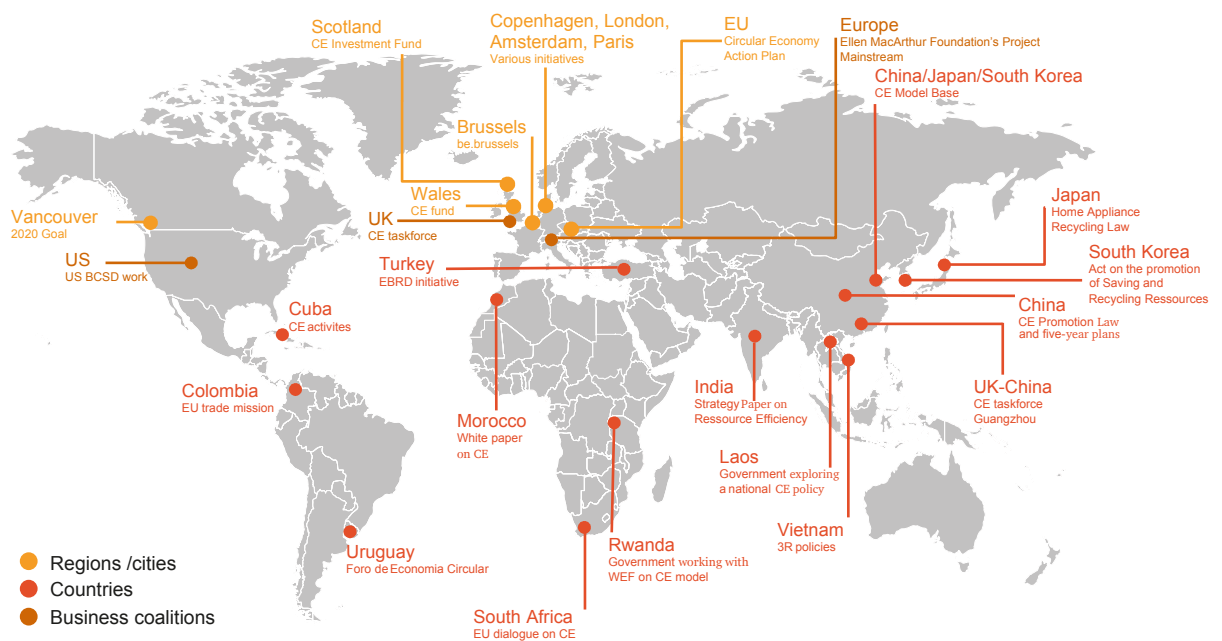 Scotland
CE Investment Fund
Copenhagen, London,
Amsterdam, Paris
Various initiatives
EU
Circular Economy
Action Plan
Europe
Ellen MacArthur Foundation's Project
Mainstream
China/Japan/South Korea
CE Model Base
Brussels
be.brussels
Wales
CE fund
Vancouver
2020 Goal
UK
CE taskforce
US
US BCSD work
Turkey
EBRD initiative
Japan
Home Appliance
Recycling Law
South Korea
Act on the promotion
of Saving and
Recycling Ressources
China
CE Promotion Law
and five-year plans
Cuba
CE activites
Colombia
EU trade mission
Morocco
White paper
on CE
India
Strategy Paper on
Ressource Efficiency
UK-China
CE taskforce
Guangzhou
Laos
Government exploring
a national CE policy
Vietnam
3R policies
Uruguay
Foro de Economia Circular
Rwanda
Government working with
WEF on CE model
South Africa
EU dialogue on CE
Regions /cities
Countries
Business coalitions